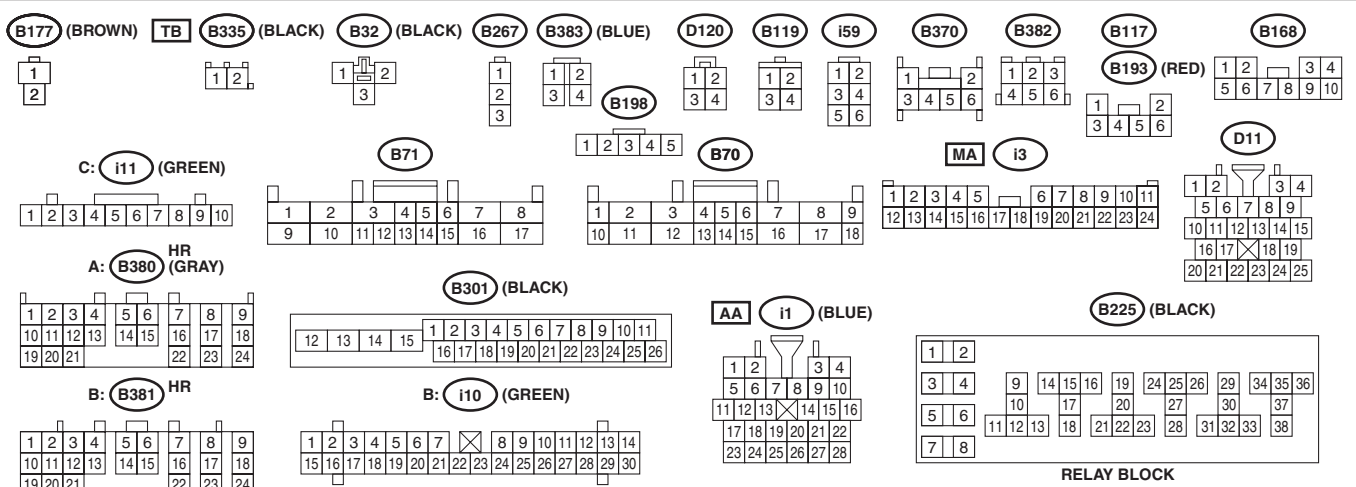 B177 (BROWN) TB B335 (BLACK) B32 (BLACK) B267 B383 (BLUE) D120 B119 i59 B370 B382 B117 B168
B193 (RED)
1
2
1 2
1 2
3
1
2
3
1 2
3 4
1 2
3 4
1 2
3 4
1 2
3 4
5 6
1 2
3 4 5 6
1 2 3
4 5 6
1 2
3 4 5 6
1 2 3 4
5 6 7 8 9 10
B198
1 2 3 4 5
C: i11 (GREEN)
1 2 3 4 5 6 7 8 9 10
B71
1 2 3 4 5 6 7 8
9 10 11 12 13 14 15 16 17
B70
1 2 3 4 5 6 7 8 9
10 11 12 13 14 15 16 17 18
MA i3
1 2 3 4 5 6 7 8 9 10 11
12 13 14 15 16 17 18 19 20 21 22 23 24
D11
1 2 3 4
5 6 7 8 9
10 11 12 13 14 15
16 17 18 19
20 21 22 23 24 25
A: B380 HR (GRAY)
1 2 3 4 5 6 7 8 9
10 11 12 13 14 15 16 17 18
19 20 21 22 23 24
B301 (BLACK)
1 2 3 4 5 6 7 8 9 10 11
12 13 14 15
16 17 18 19 20 21 22 23 24 25 26
AA i1 (BLUE)
1 2 3 4
5 6 7 8 9 10
11 12 13 14 15 16
17 18 19 20 21 22
23 24 25 26 27 28
B225 (BLACK)
1 2
3 4 9 14 15 16 19 24 25 26 29 34 35 36
10 17 20 27 30 37
5 6 11 12 13 18 21 22 23 28 31 32 33 38
7 8
RELAY BLOCK
B: B381 HR
1 2 3 4 5 6 7 8 9
10 11 12 13 14 15 16 17 18
19 20 21 22 23 24
B: i10 (GREEN)
1 2 3 4 5 6 7 8 9 10 11 12 13 14
15 16 17 18 19 20 21 22 23 24 25 26 27 28 29 30